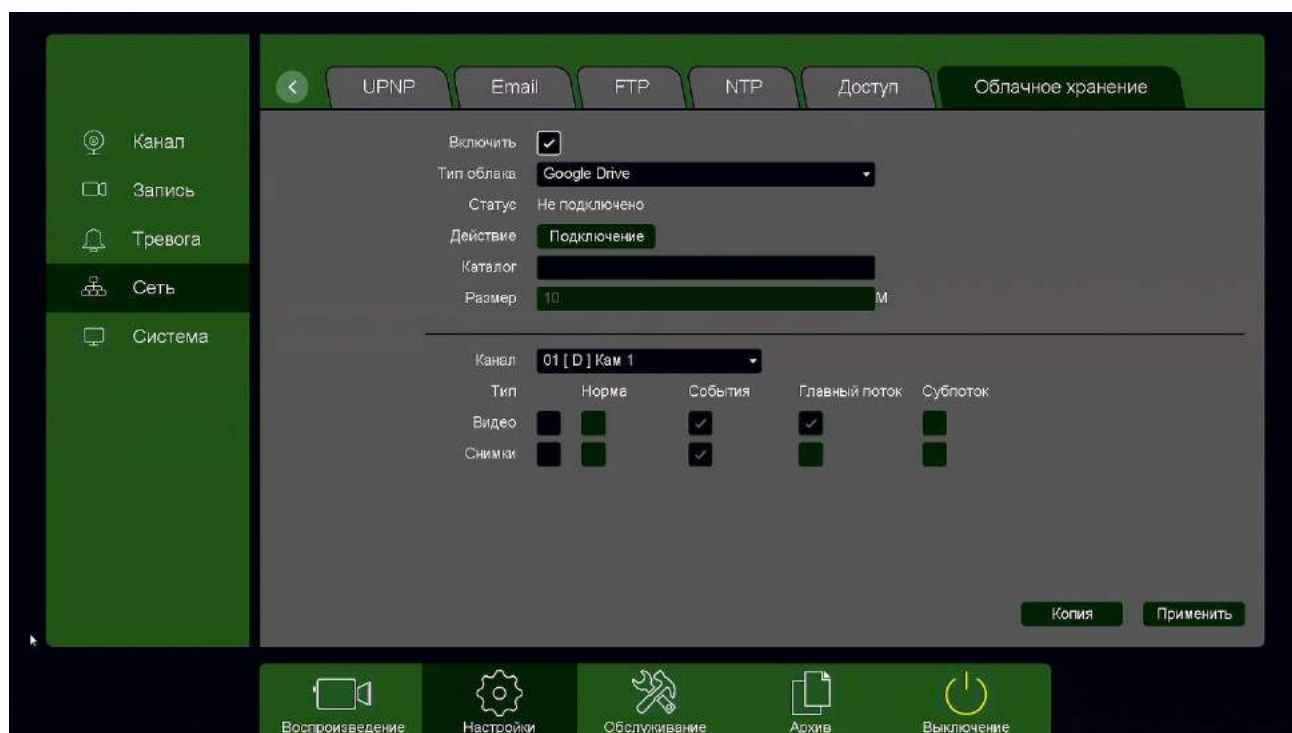 UPNP Email FTP NTP Доступ Облачное хранение
Канал
Запись
Тревога
Сеть
Система
Включить
Тип облака Google Drive
Статус Не подключено
Действие Подключение
Каталог
Размер 10 М
Канал 01 [ D ] Кам 1
Тип Норма События Главный поток Субпоток
Видео
Снимки
Копия Применить
Воспроизведение Настройки Обслуживание Архив Выключение